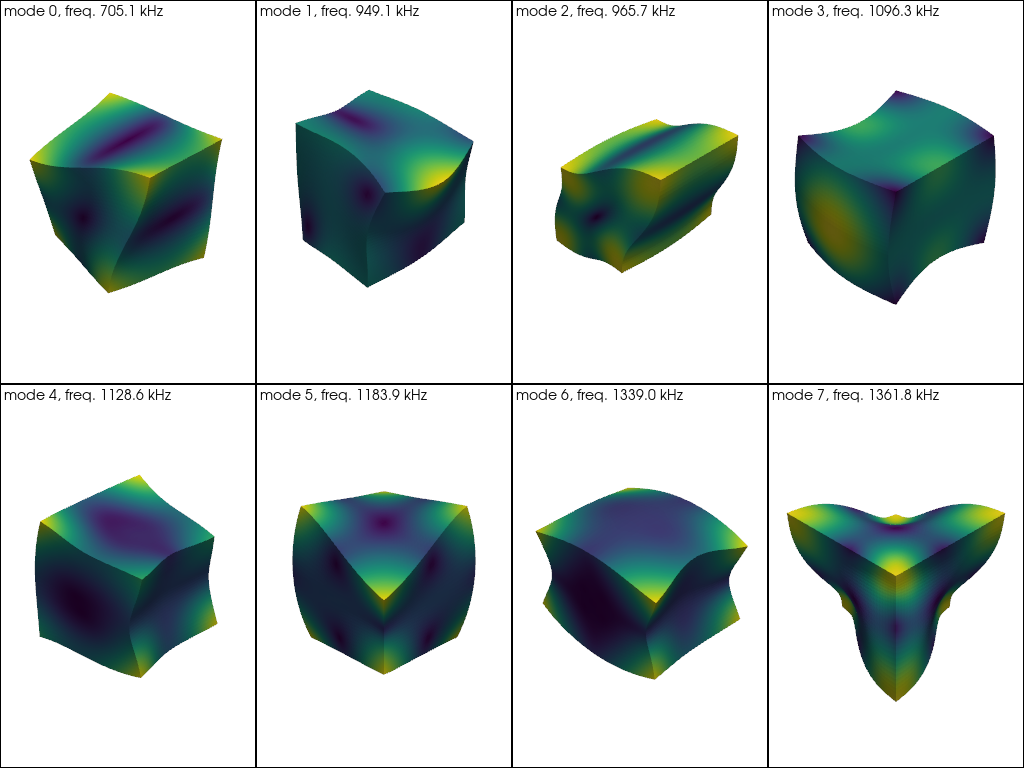 mode 0, freq. 705.1 kHz
mode 1, freq. 949.1 kHz
mode 2, freq. 965.7 kHz
mode 3, freq. 1096.3 kHz
mode 4, freq. 1128.6 kHz
mode 5, freq. 1183.9 kHz
mode 6, freq. 1339.0 kHz
mode 7, freq. 1361.8 kHz